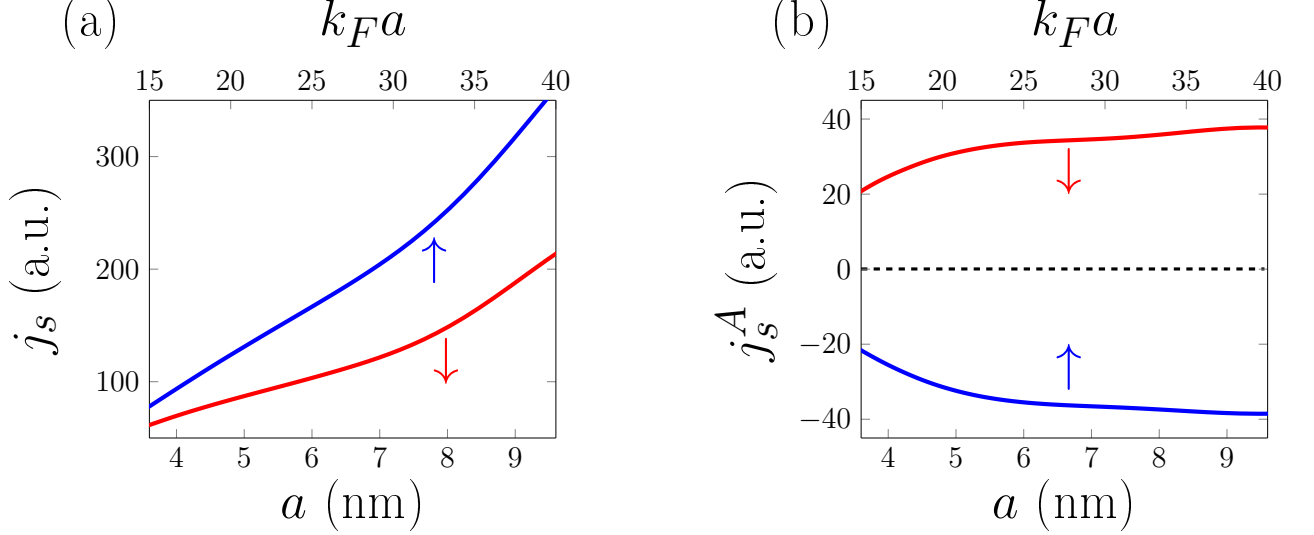 (a)
k_F a
15 20 25 30 35 40
300
200
100
j_s (a.u.)
↑
↓
4 5 6 7 8 9
a (nm)
(b)
k_F a
15 20 25 30 35 40
40
20
0
−20
−40
j_s^A (a.u.)
↓
↑
4 5 6 7 8 9
a (nm)